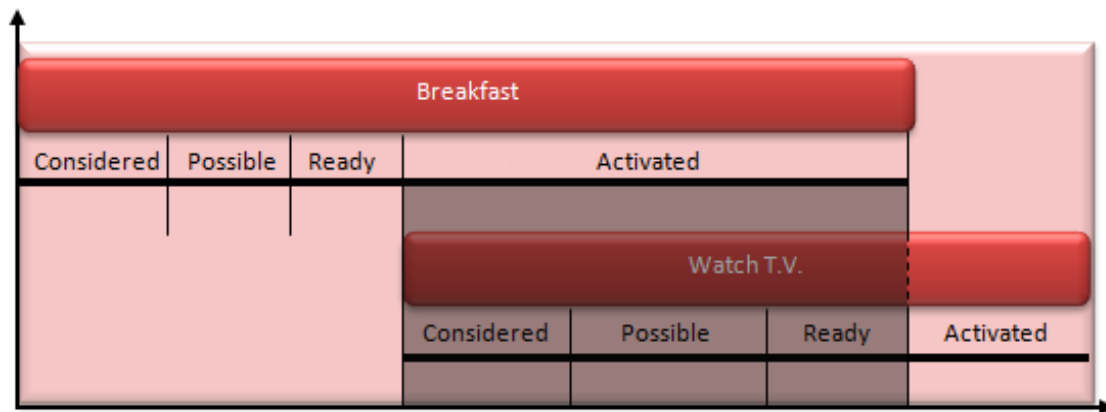 Breakfast
Considered Possible Ready Activated
Watch T.V.
Considered Possible Ready Activated